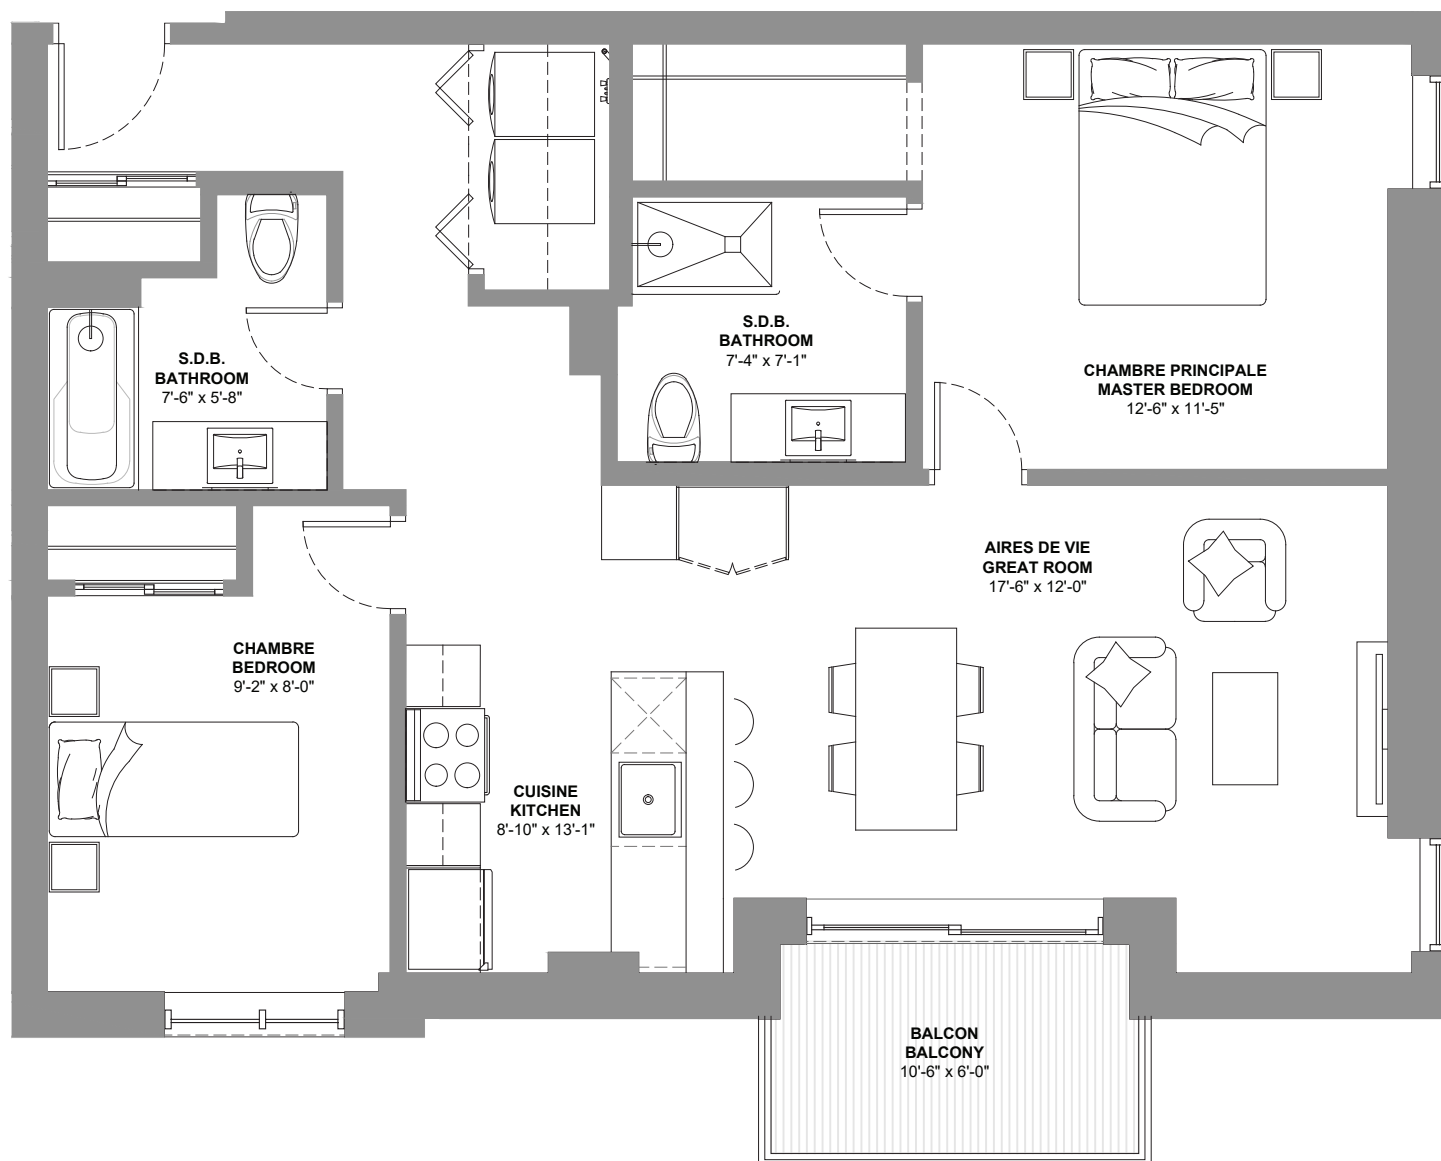 S.D.B.
BATHROOM
7'-6" x 5'-8"
S.D.B.
BATHROOM
7'-4" x 7'-1"
CHAMBRE PRINCIPALE
MASTER BEDROOM
12'-6" x 11'-5"
AIRES DE VIE
GREAT ROOM
17'-6" x 12'-0"
CHAMBRE
BEDROOM
9'-2" x 8'-0"
CUISINE
KITCHEN
8'-10" x 13'-1"
BALCON
BALCONY
10'-6" x 6'-0"